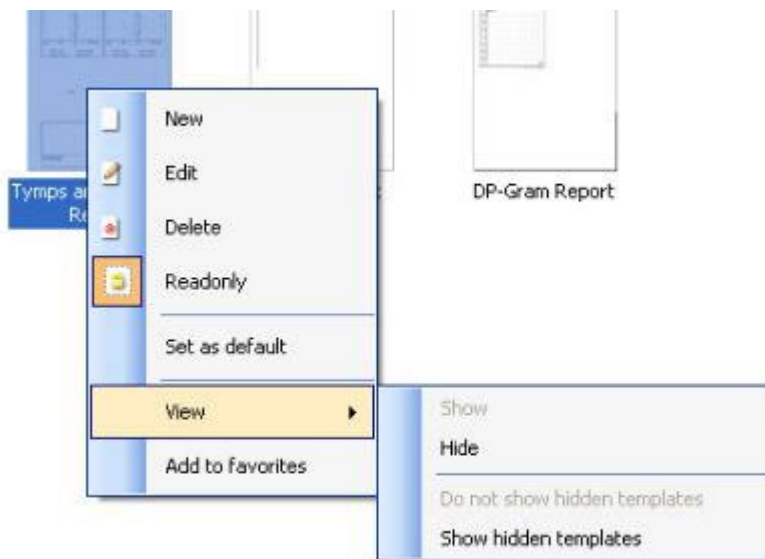 New
Edit
Tymps a
DP-Gram Report
Re
Delete
Readonly
Set as default
View
Show
Hide
Add to favorites
Do not show hidden templates
Show hidden templates